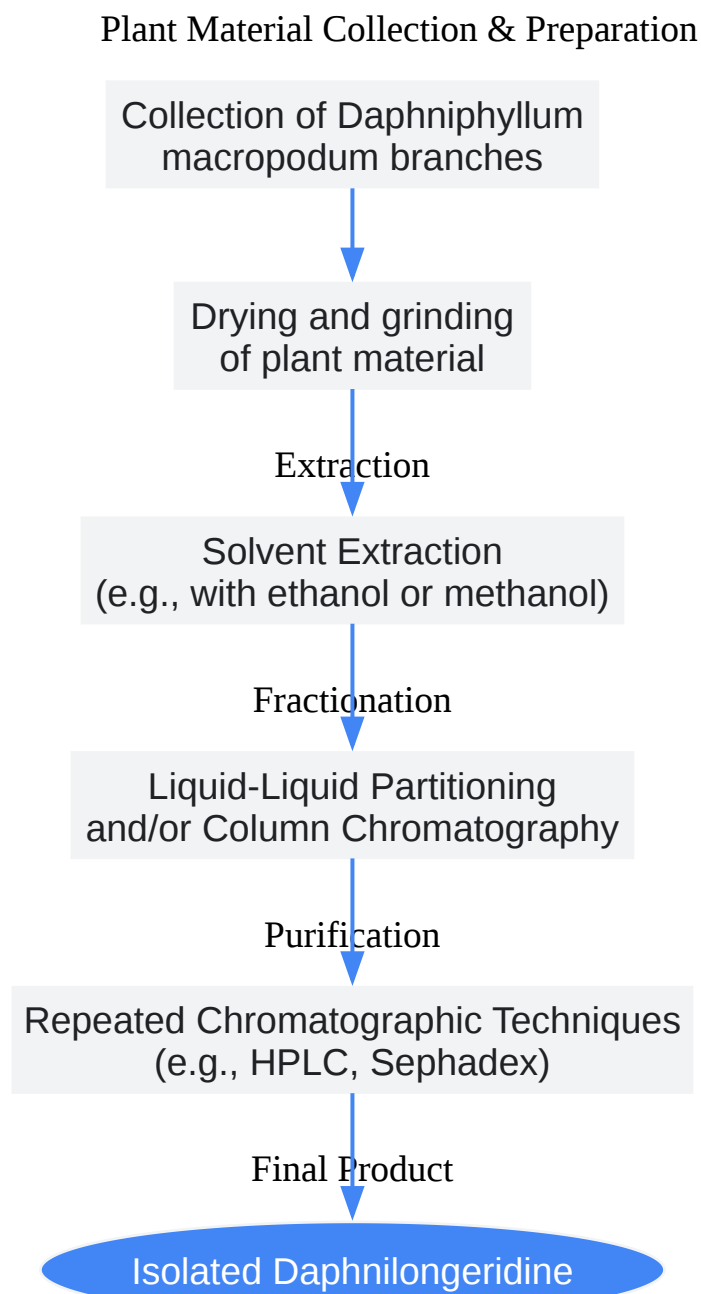 Plant Material Collection & Preparation
Collection of Daphniphyllum
macropodum branches
Drying and grinding
of plant material
Extraction
Solvent Extraction
(e.g., with ethanol or methanol)
Fractionation
Liquid-Liquid Partitioning
and/or Column Chromatography
Purification
Repeated Chromatographic Techniques
(e.g., HPLC, Sephadex)
Final Product
Isolated Daphnilongeridine